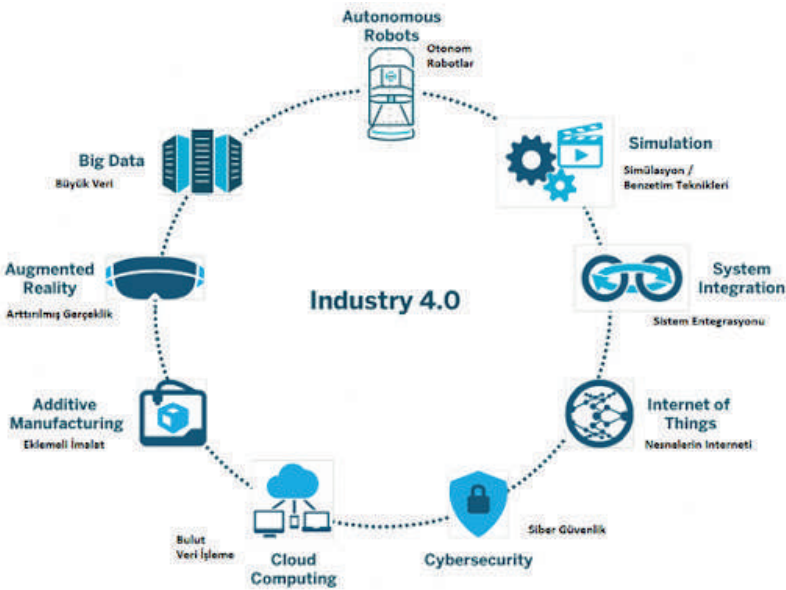 Autonomous
Robots
Otonom
Robotlar
Simulation
Simülasyon /
Benzetim Teknikleri
System
Integration
Sistem Entegrasyonu
Internet of
Things
Nesnelerin Interneti
Cybersecurity
Siber Güvenlik
Cloud
Computing
Bulut
Veri İşleme
Additive
Manufacturing
Eklemeli İmalat
Augmented
Reality
Arttırılmış Gerçeklik
Big Data
Büyük Veri
Industry 4.0